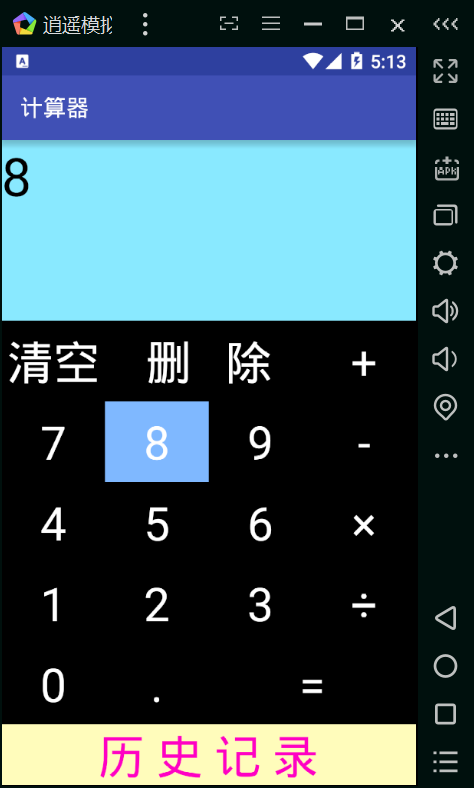 逍遥模拟
A 5:13
APK
计算器
8
清空 删 除 +
7 8 9 -
4 5 6 ×
1 2 3 ÷
0 . =
历史记录